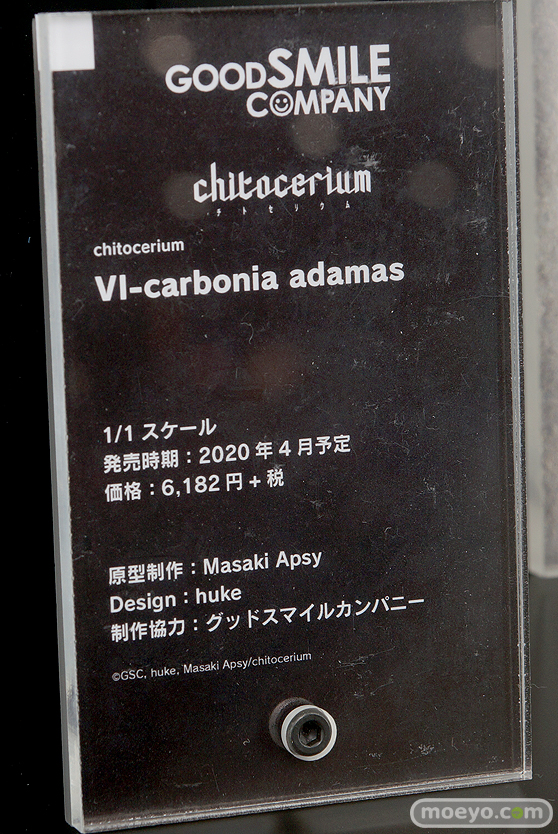 GOODSMILE
COMPANY
chitocerium
チトセリウム
chitocerium
VI-carbonia adamas
1/1 スケール
発売時期：2020年4月予定
価格：6,182円+税
原型制作：Masaki Apsy
Design：huke
制作協力：グッドスマイルカンパニー
©GSC, huke, Masaki Apsy/chitocerium
moeyo.com